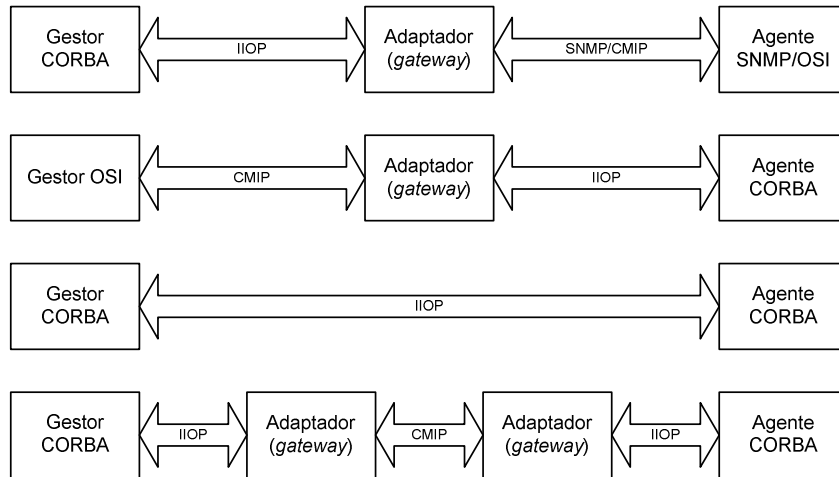 Gestor
CORBA
IIOP
Adaptador
(gateway)
SNMP/CMIP
Agente
SNMP/OSI
Gestor OSI
CMIP
Adaptador
(gateway)
IIOP
Agente
CORBA
Gestor
CORBA
IIOP
Agente
CORBA
Gestor
CORBA
IIOP
Adaptador
(gateway)
CMIP
Adaptador
(gateway)
IIOP
Agente
CORBA